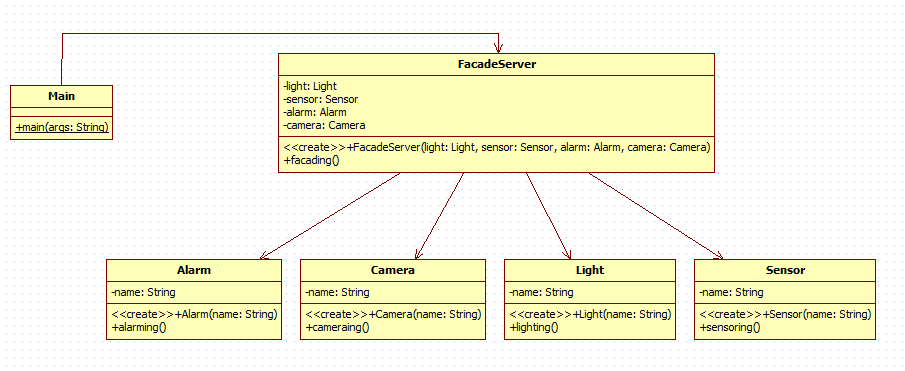 FacadeServer
-light: Light
-sensor: Sensor
-alarm: Alarm
-camera: Camera
<<create>>+FacadeServer(light: Light, sensor: Sensor, alarm: Alarm, camera: Camera)
+facading()
Main
+main(args: String)
Alarm
-name: String
<<create>>+Alarm(name: String)
+alarming()
Camera
-name: String
<<create>>+Camera(name: String)
+cameraing()
Light
-name: String
<<create>>+Light(name: String)
+lighting()
Sensor
-name: String
<<create>>+Sensor(name: String)
+sensoring()